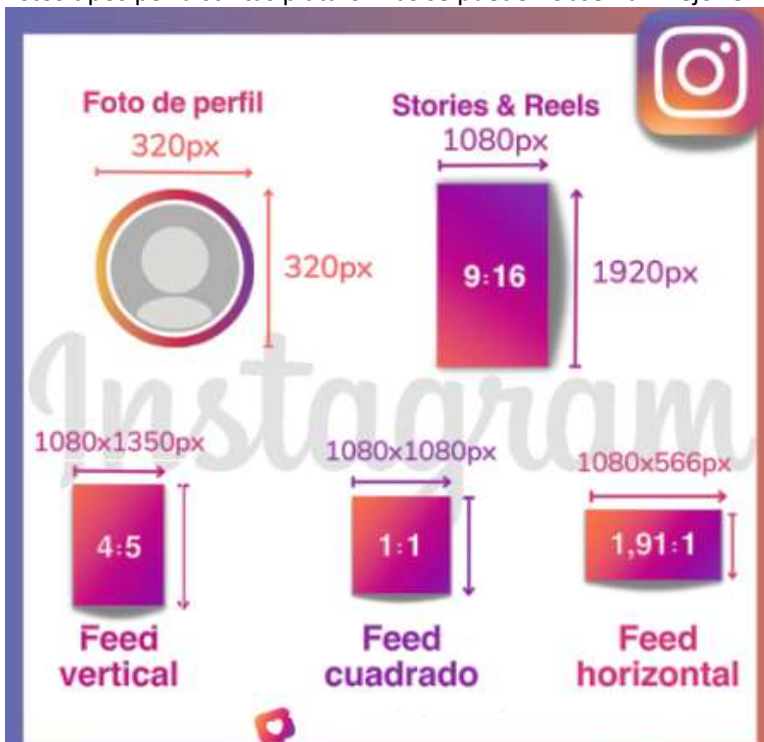 Foto de perfil
320px
320px
Stories & Reels
1080px
9:16
1920px
Instagram
1080x1350px
4:5
Feed
vertical
1080x1080px
1:1
Feed
cuadrado
1080x566px
1,91:1
Feed
horizontal